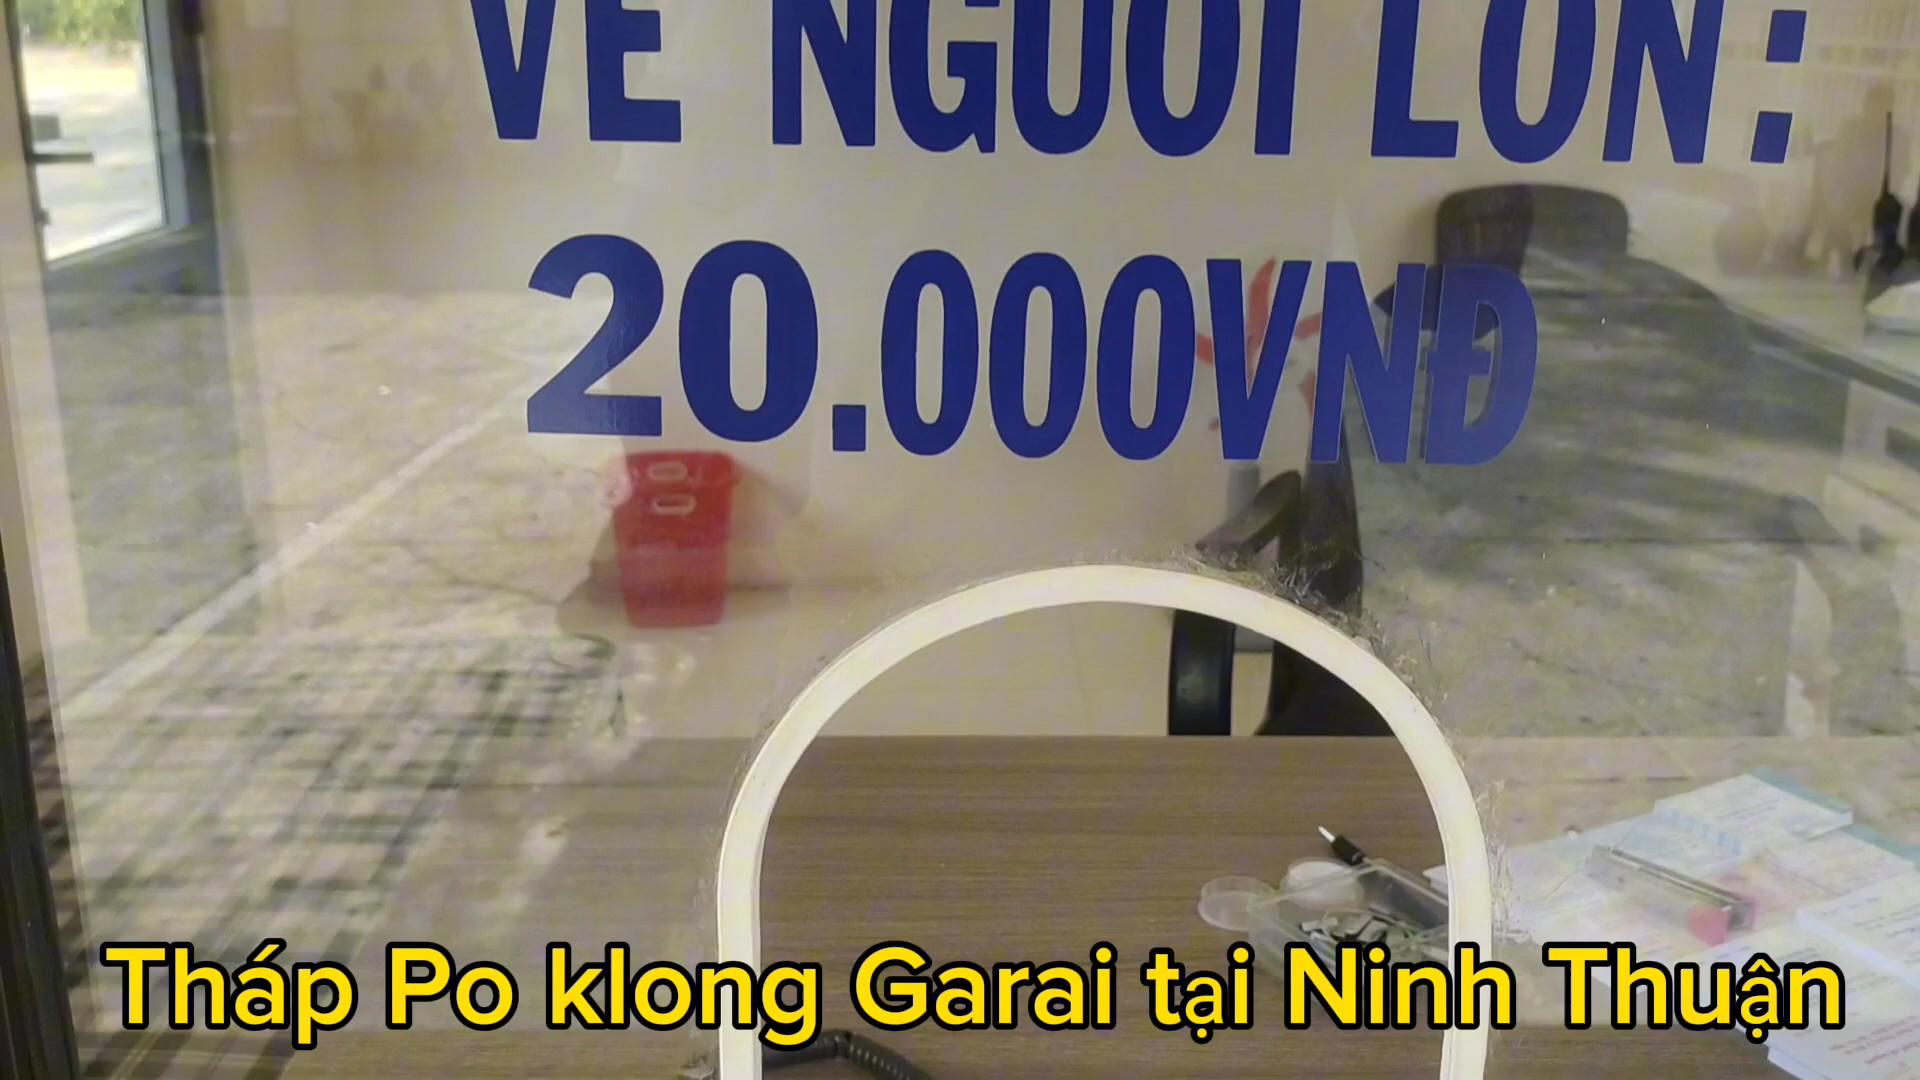 VÉ NGƯỜI LỚN:
20.000VNĐ
Tháp Po klong Garai tại Ninh Thuận